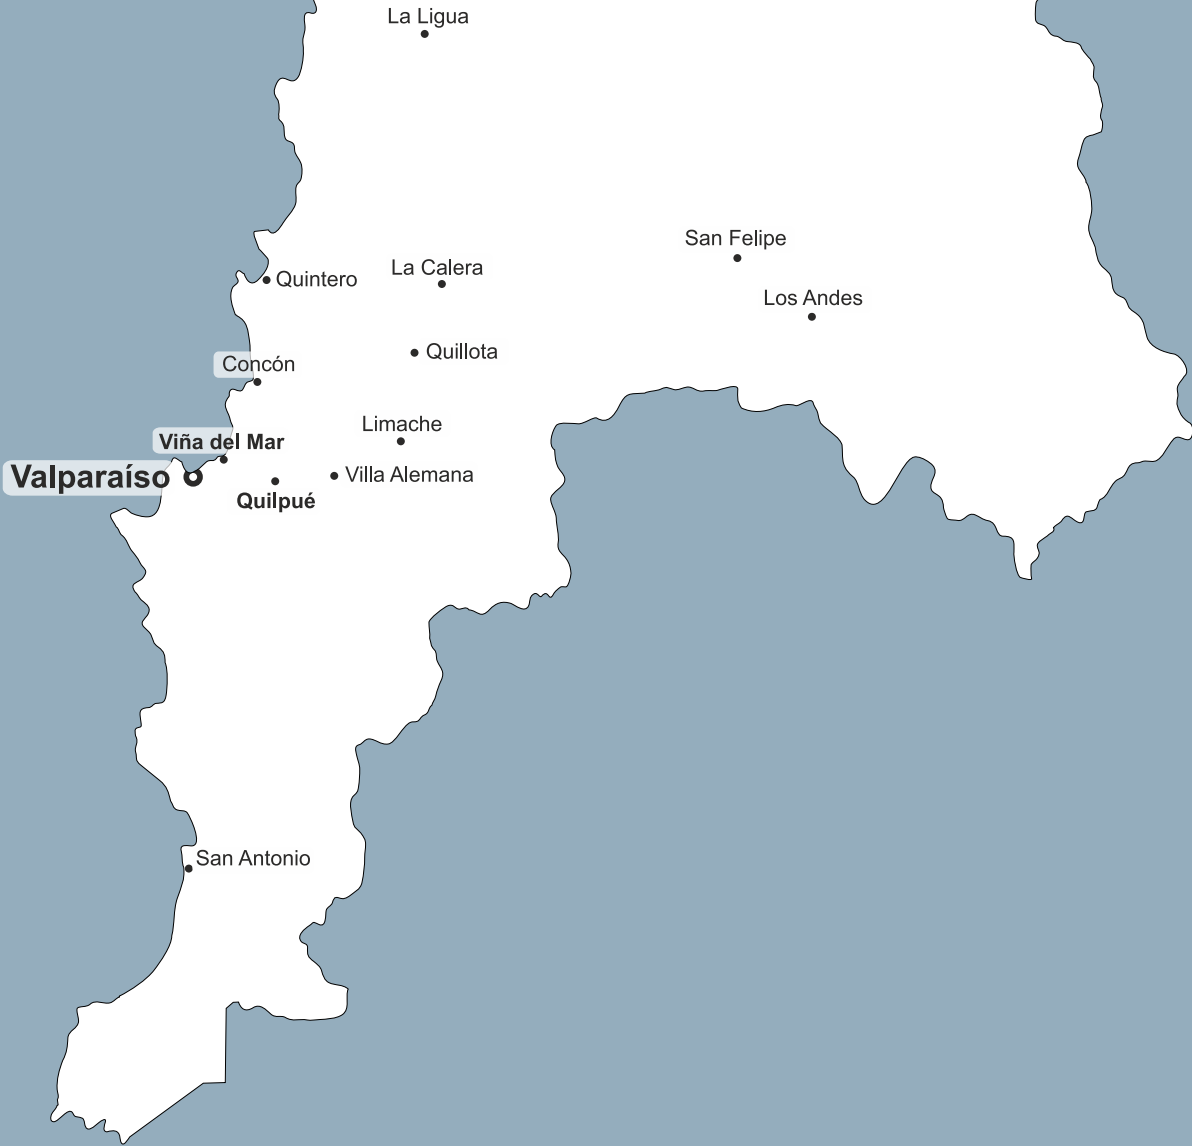 La Ligua
San Felipe
La Calera
Quintero
Los Andes
Quillota
Concón
Limache
Viña del Mar
Valparaíso
Villa Alemana
Quilpué
San Antonio